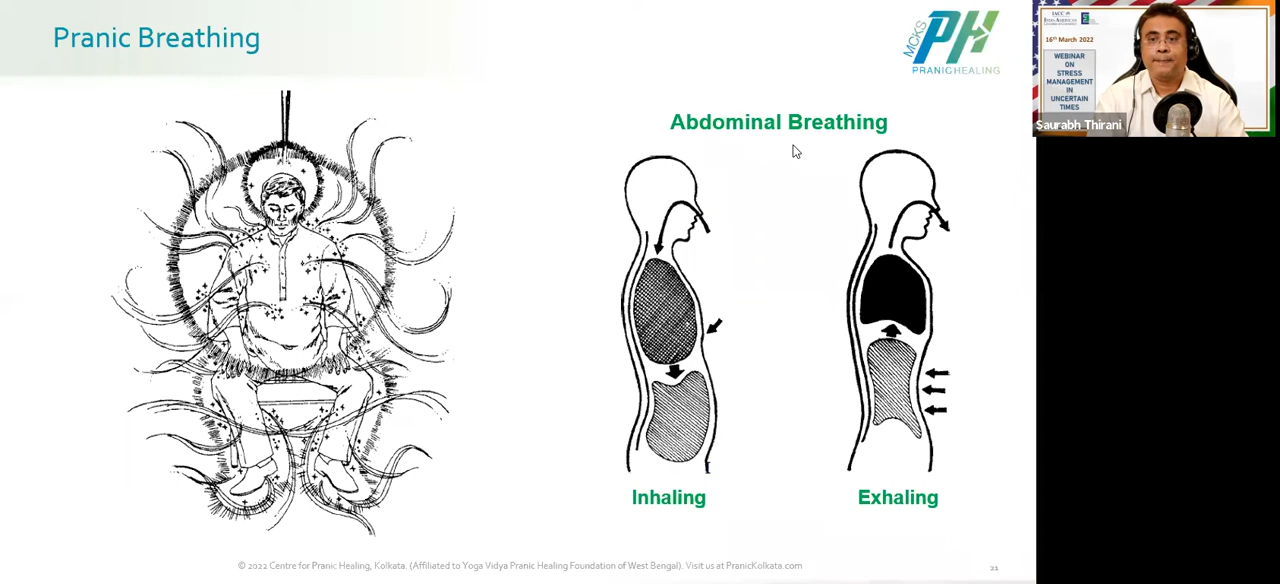 Pranic Breathing
MCKS
PH
PRANIC HEALING
Abdominal Breathing
Inhaling
Exhaling
© 2022 Centre for Pranic Healing, Kolkata. (Affiliated to Yoga Vidya Pranic Healing Foundation of West Bengal). Visit us at PranicKolkata.com
IACC
16th March 2022
WEBINAR
ON
STRESS
MANAGEMENT
IN
UNCERTAIN
TIMES
Saurabh Thirani